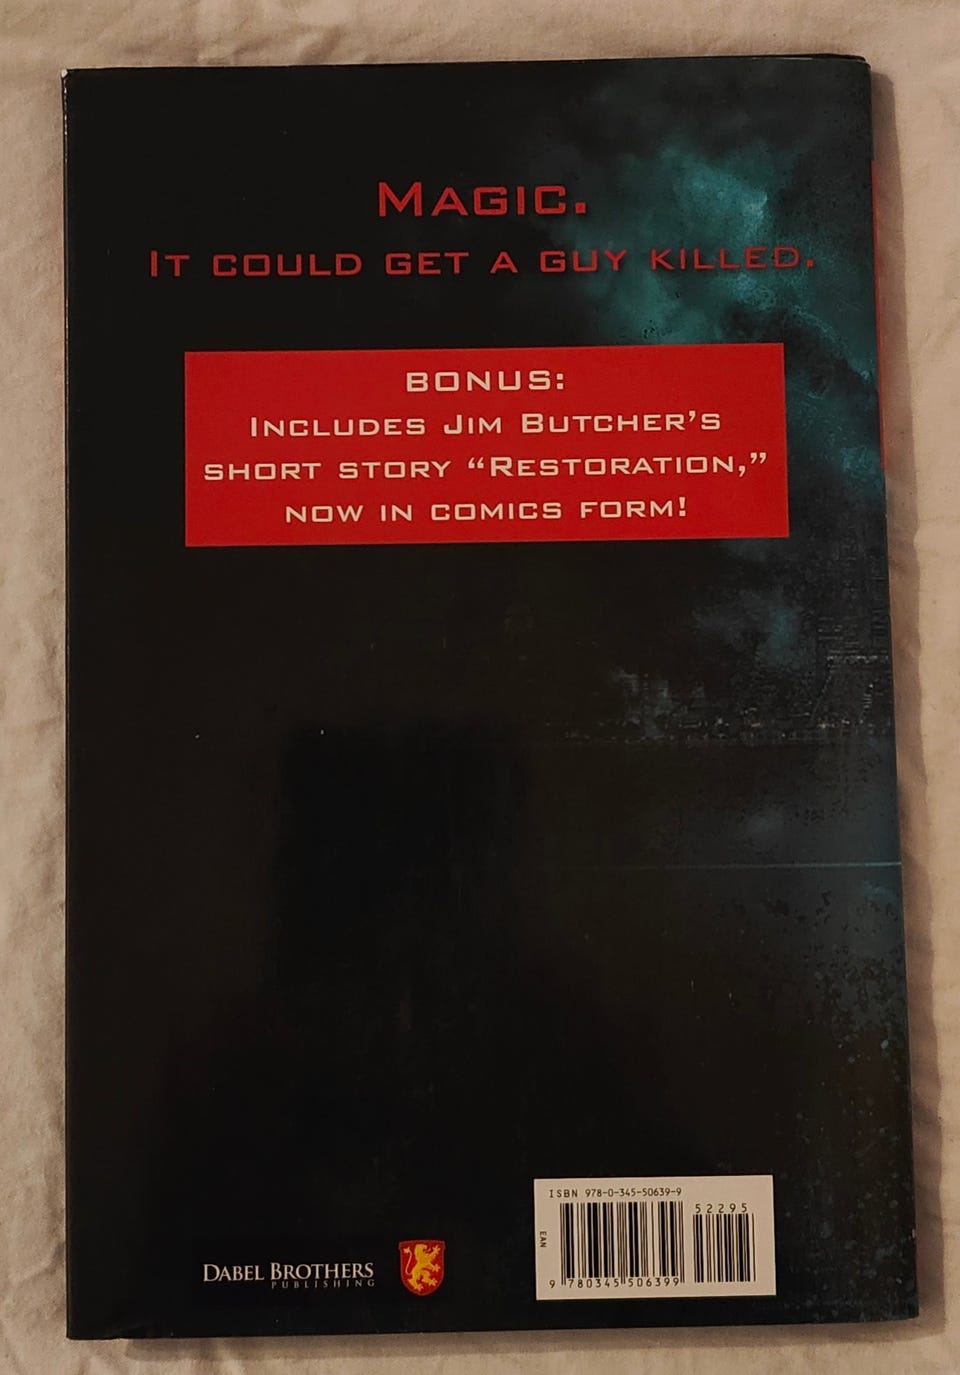 MAGIC.
IT COULD GET A GUY KILLED.
BONUS:
INCLUDES JIM BUTCHER'S
SHORT STORY “RESTORATION,”
NOW IN COMICS FORM!
ISBN 978-0-345-50639-9
52295
EAN
9 780345 506399
DABEL BROTHERS
PUBLISHING